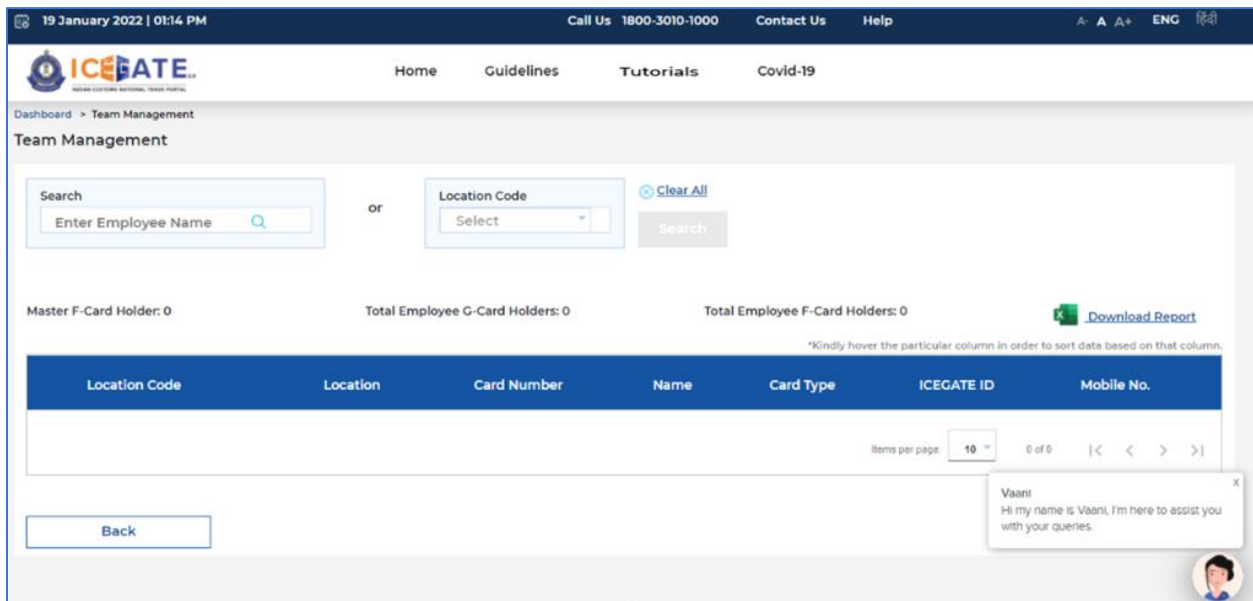 19 January 2022 | 01:14 PM Call Us 1800-3010-1000 Contact Us Help A- A A+ ENG हिंदी
ICEGATE
INDIAN CUSTOMS NATIONAL TRADE PORTAL
Home Guidelines Tutorials Covid-19
Dashboard > Team Management
Team Management
Search
Enter Employee Name
or
Location Code
Select
Clear All
Search
Master F-Card Holder: 0 Total Employee G-Card Holders: 0 Total Employee F-Card Holders: 0 Download Report
*Kindly hover the particular column in order to sort data based on that column.
Location Code Location Card Number Name Card Type ICEGATE ID Mobile No.
Items per page: 10 0 of 0 |< < > >|
Vaani X
Hi my name is Vaani, I'm here to assist you
with your queries.
Back